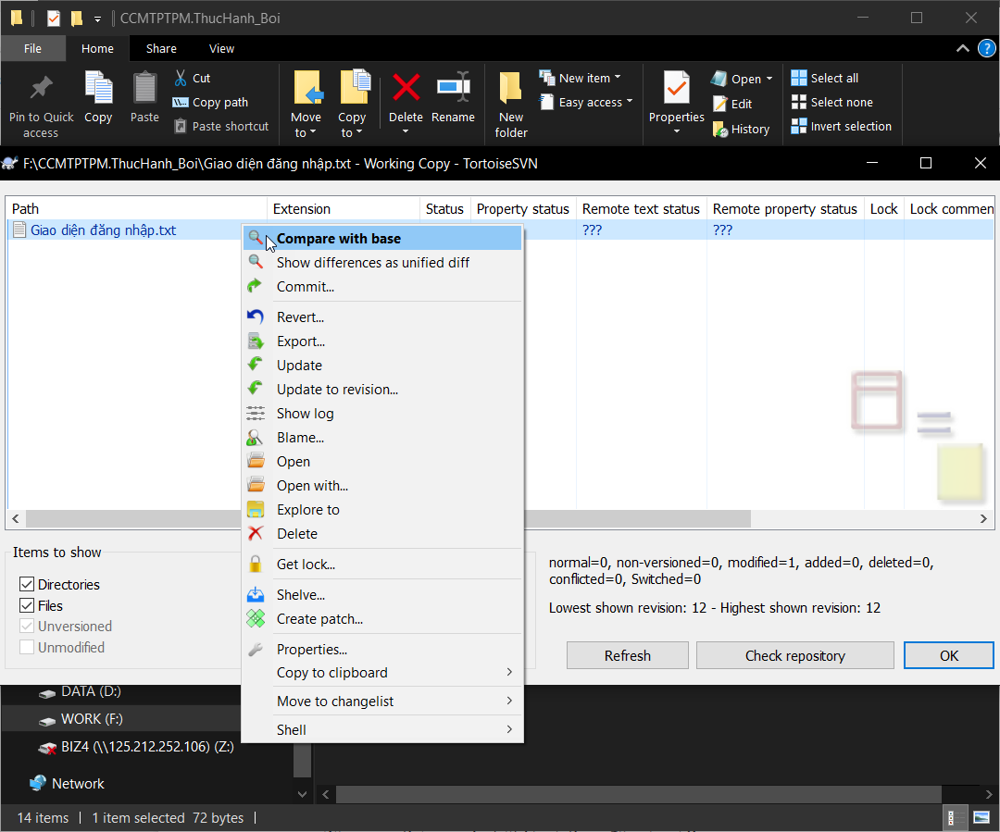 CCMTPTPM.ThucHanh_Boi
File Home Share View
Pin to Quick access
Copy
Paste
Cut
Copy path
Paste shortcut
Move to
Copy to
Delete
Rename
New folder
New item
Easy access
Properties
Open
Edit
History
Select all
Select none
Invert selection
F:\CCMTPTPM.ThucHanh_Boi\Giao diện đăng nhập.txt - Working Copy - TortoiseSVN
Path Extension Status Property status Remote text status Remote property status Lock Lock commen
Giao diện đăng nhập.txt ??? ???
Compare with base
Show differences as unified diff
Commit...
Revert...
Export...
Update
Update to revision...
Show log
Blame...
Open
Open with...
Explore to
Delete
Get lock...
Shelve...
Create patch...
Properties...
Copy to clipboard
Move to changelist
Shell
Items to show
Directories
Files
Unversioned
Unmodified
normal=0, non-versioned=0, modified=1, added=0, deleted=0,
conflicted=0, Switched=0
Lowest shown revision: 12 - Highest shown revision: 12
Refresh Check repository OK
DATA (D:)
WORK (F:)
BIZ4 (\\125.212.252.106) (Z:)
Network
14 items 1 item selected 72 bytes